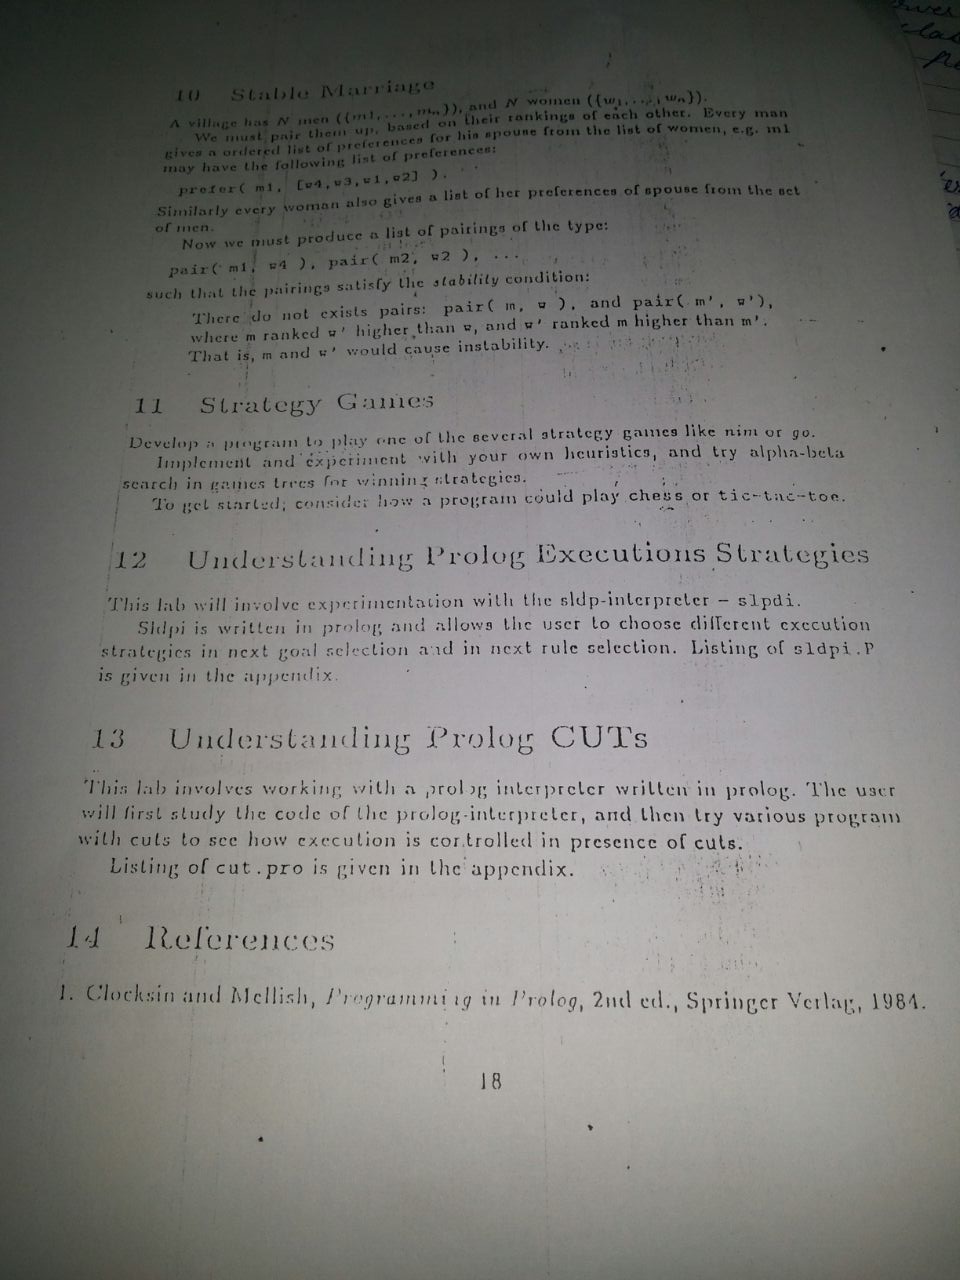 10 Stable Marriage
A village has N men ({m1,...,mn}), and N women ({w1,...,wn}).
We must pair them up, based on their rankings of each other. Every man
gives a ordered list of preferences for his spouse from the list of women, e.g. m1
may have the following list of preferences:
prefer( m1, [w4,w3,w1,w2] ).
Similarly every woman also gives a list of her preferences of spouse from the set
of men.
Now we must produce a list of pairings of the type:
pair( m1, w4 ), pair( m2, w2 ), ...
such that the pairings satisfy the stability condition:
There do not exists pairs: pair( m, w ), and pair( m', w'),
where m ranked w' higher than w, and w' ranked m higher than m'.
That is, m and w' would cause instability.
11 Strategy Games
Develop a program to play one of the several strategy games like nim or go.
Implement and experiment with your own heuristics, and try alpha-beta
search in games trees for winning strategies.
To get started, consider how a program could play chess or tic-tac-toe.
12 Understanding Prolog Executions Strategies
This lab will involve experimentation with the sldp-interpreter – slpdi.
Sldpi is written in prolog and allows the user to choose different execution
strategies in next goal selection and in next rule selection. Listing of sldpi.P
is given in the appendix.
13 Understanding Prolog CUTs
This lab involves working with a prolog interpreter written in prolog. The user
will first study the code of the prolog-interpreter, and then try various program
with cuts to see how execution is controlled in presence of cuts.
Listing of cut.pro is given in the appendix.
14 References
1. Clocksin and Mellish, Programming in Prolog, 2nd ed., Springer Verlag, 1984.
18